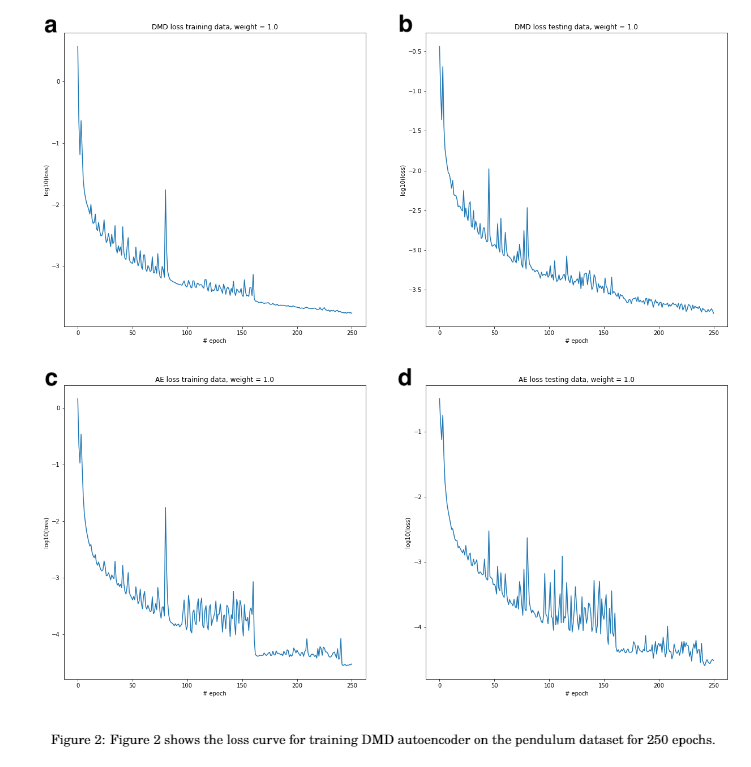 a
DMD loss training data, weight = 1.0
0
−1
−2
−3
log10(loss)
0 50 100 150 200 250
# epoch
b
DMD loss testing data, weight = 1.0
−0.5
−1.0
−1.5
−2.0
−2.5
−3.0
−3.5
log10(loss)
0 50 100 150 200 250
# epoch
c
AE loss training data, weight = 1.0
0
−1
−2
−3
−4
log10(loss)
0 50 100 150 200 250
# epoch
d
AE loss testing data, weight = 1.0
−1
−2
−3
−4
log10(loss)
0 50 100 150 200 250
# epoch
Figure 2: Figure 2 shows the loss curve for training DMD autoencoder on the pendulum dataset for 250 epochs.